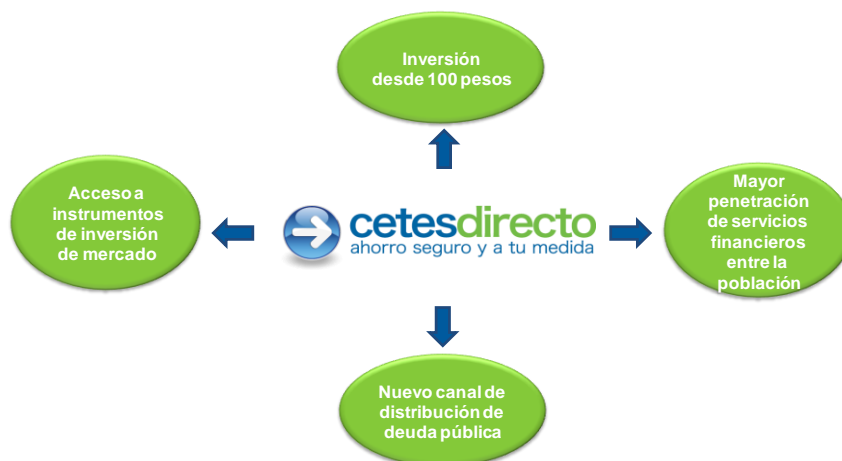 Inversión
desde 100 pesos
Acceso a
instrumentos
de inversión
de mercado
cetesdirecto
ahorro seguro y a tu medida
Mayor
penetración
de servicios
financieros
entre la
población
Nuevo canal de
distribución de
deuda pública